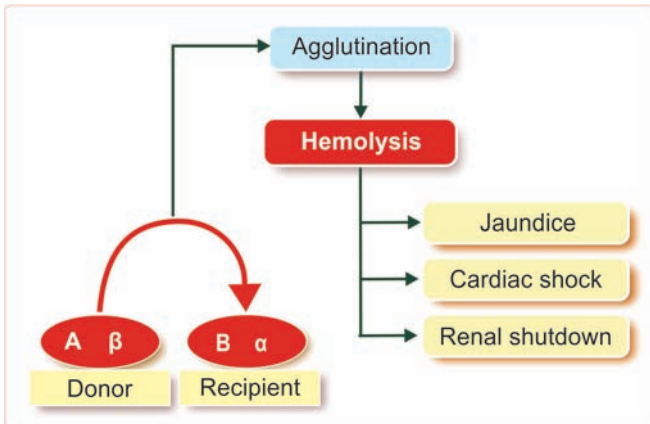 Agglutination
Hemolysis
Jaundice
Cardiac shock
Renal shutdown
A β
B α
Donor
Recipient